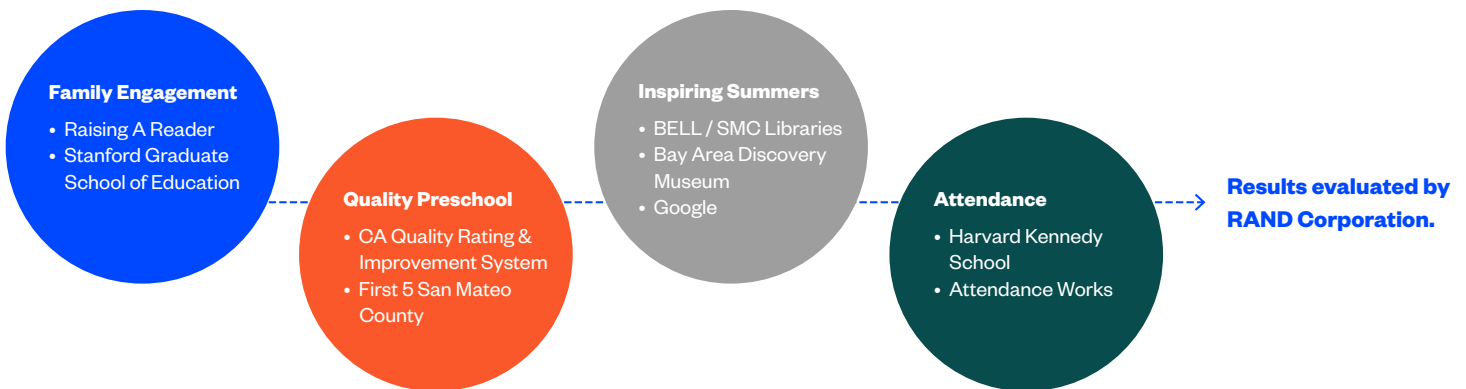 Family Engagement
• Raising A Reader
• Stanford Graduate
School of Education
Quality Preschool
• CA Quality Rating &
Improvement System
• First 5 San Mateo
County
Inspiring Summers
• BELL / SMC Libraries
• Bay Area Discovery
Museum
• Google
Attendance
• Harvard Kennedy
School
• Attendance Works
Results evaluated by
RAND Corporation.